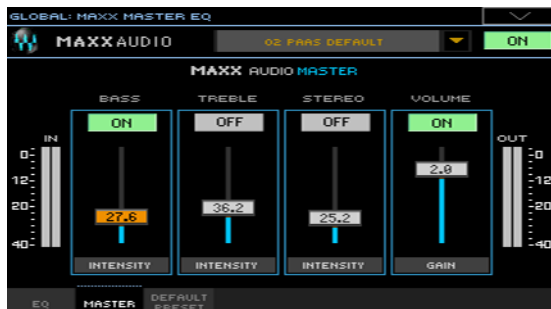 GLOBAL: MAXX MASTER EQ
MAXXAUDIO 02 PAAS DEFAULT ON
MAXX AUDIO MASTER
BASS TREBLE STEREO VOLUME
ON OFF OFF ON
IN OUT
0 0
12 12
2.0
20 20
27.6 36.2 25.2
40 40
INTENSITY INTENSITY INTENSITY GAIN
EQ MASTER DEFAULT
PRESET